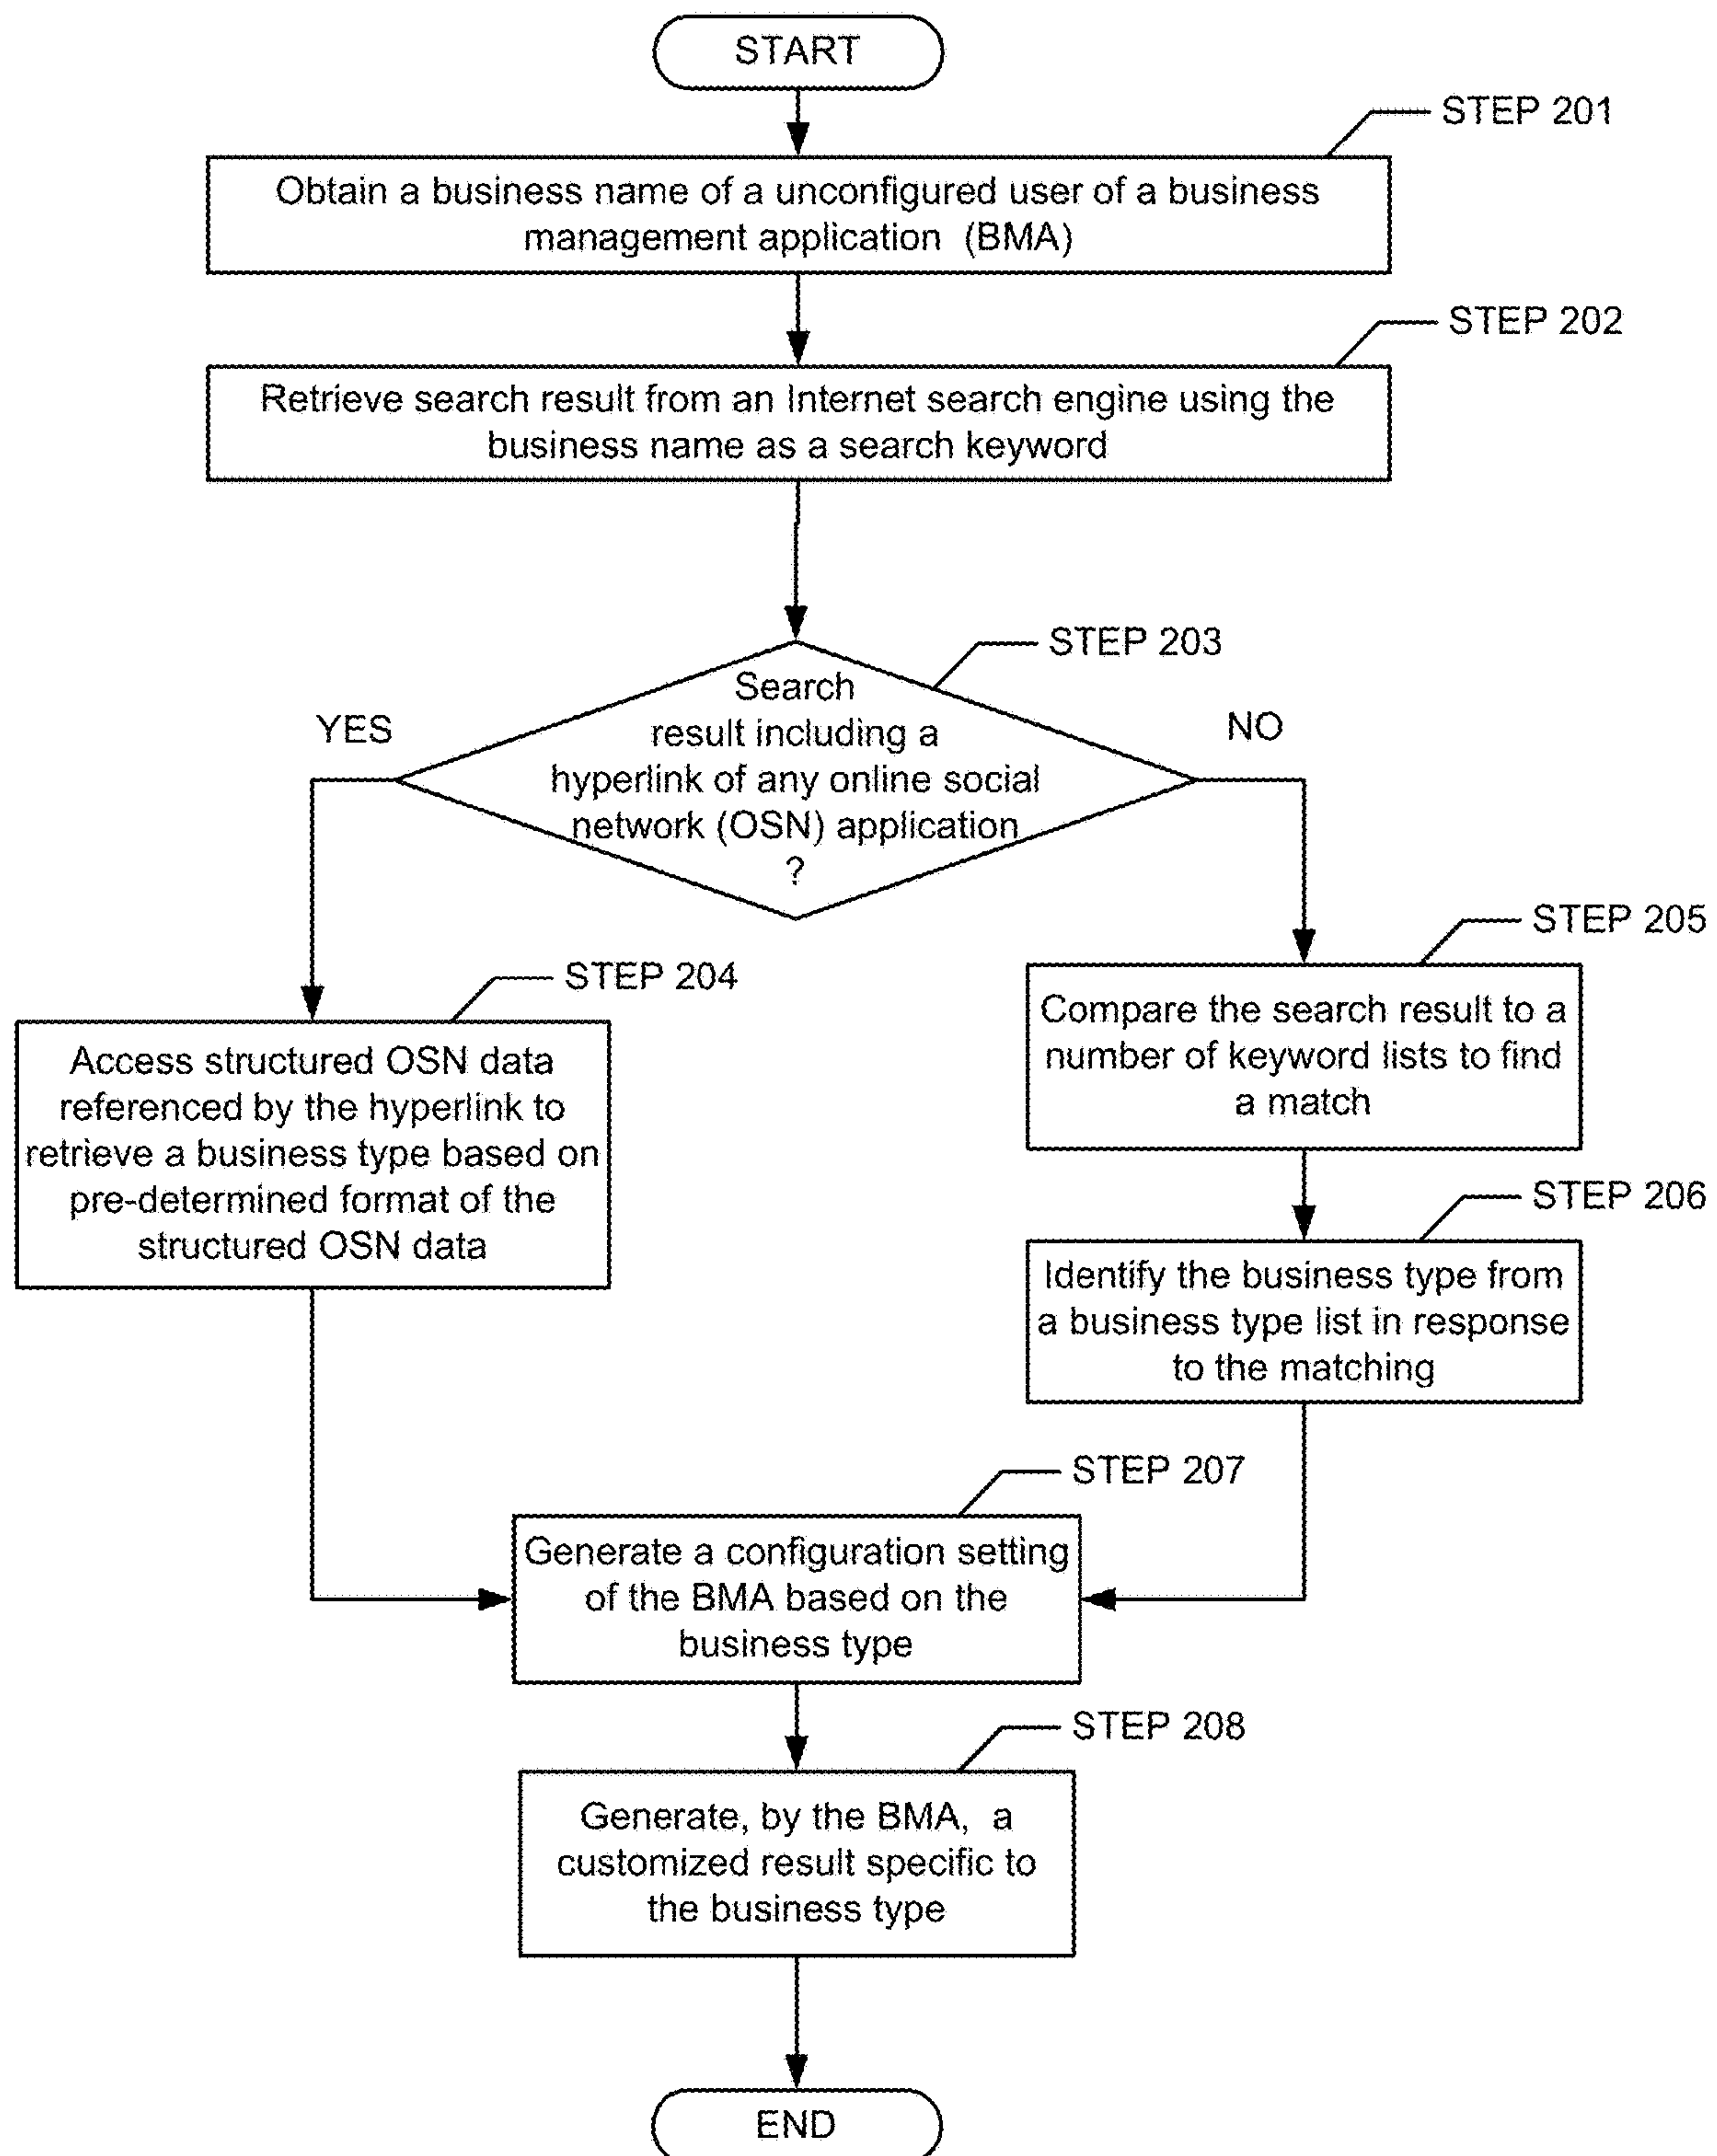 START
STEP 201
Obtain a business name of a unconfigured user of a business
management application (BMA)
STEP 202
Retrieve search result from an Internet search engine using the
business name as a search keyword
STEP 203
Search
result including a
hyperlink of any online social
network (OSN) application
?
YES
NO
STEP 204
Access structured OSN data
referenced by the hyperlink to
retrieve a business type based on
pre-determined format of the
structured OSN data
STEP 205
Compare the search result to a
number of keyword lists to find
a match
STEP 206
Identify the business type from
a business type list in response
to the matching
STEP 207
Generate a configuration setting
of the BMA based on the
business type
STEP 208
Generate, by the BMA, a
customized result specific to
the business type
END